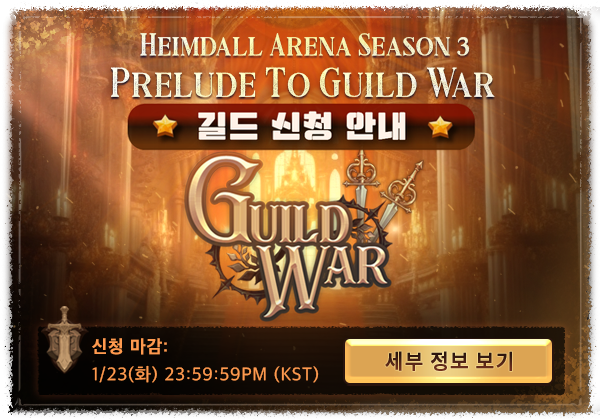 HEIMDALL ARENA SEASON 3
PRELUDE TO GUILD WAR
길드 신청 안내
GUILD
WAR
신청 마감:
1/23(화) 23:59:59PM (KST)
세부 정보 보기